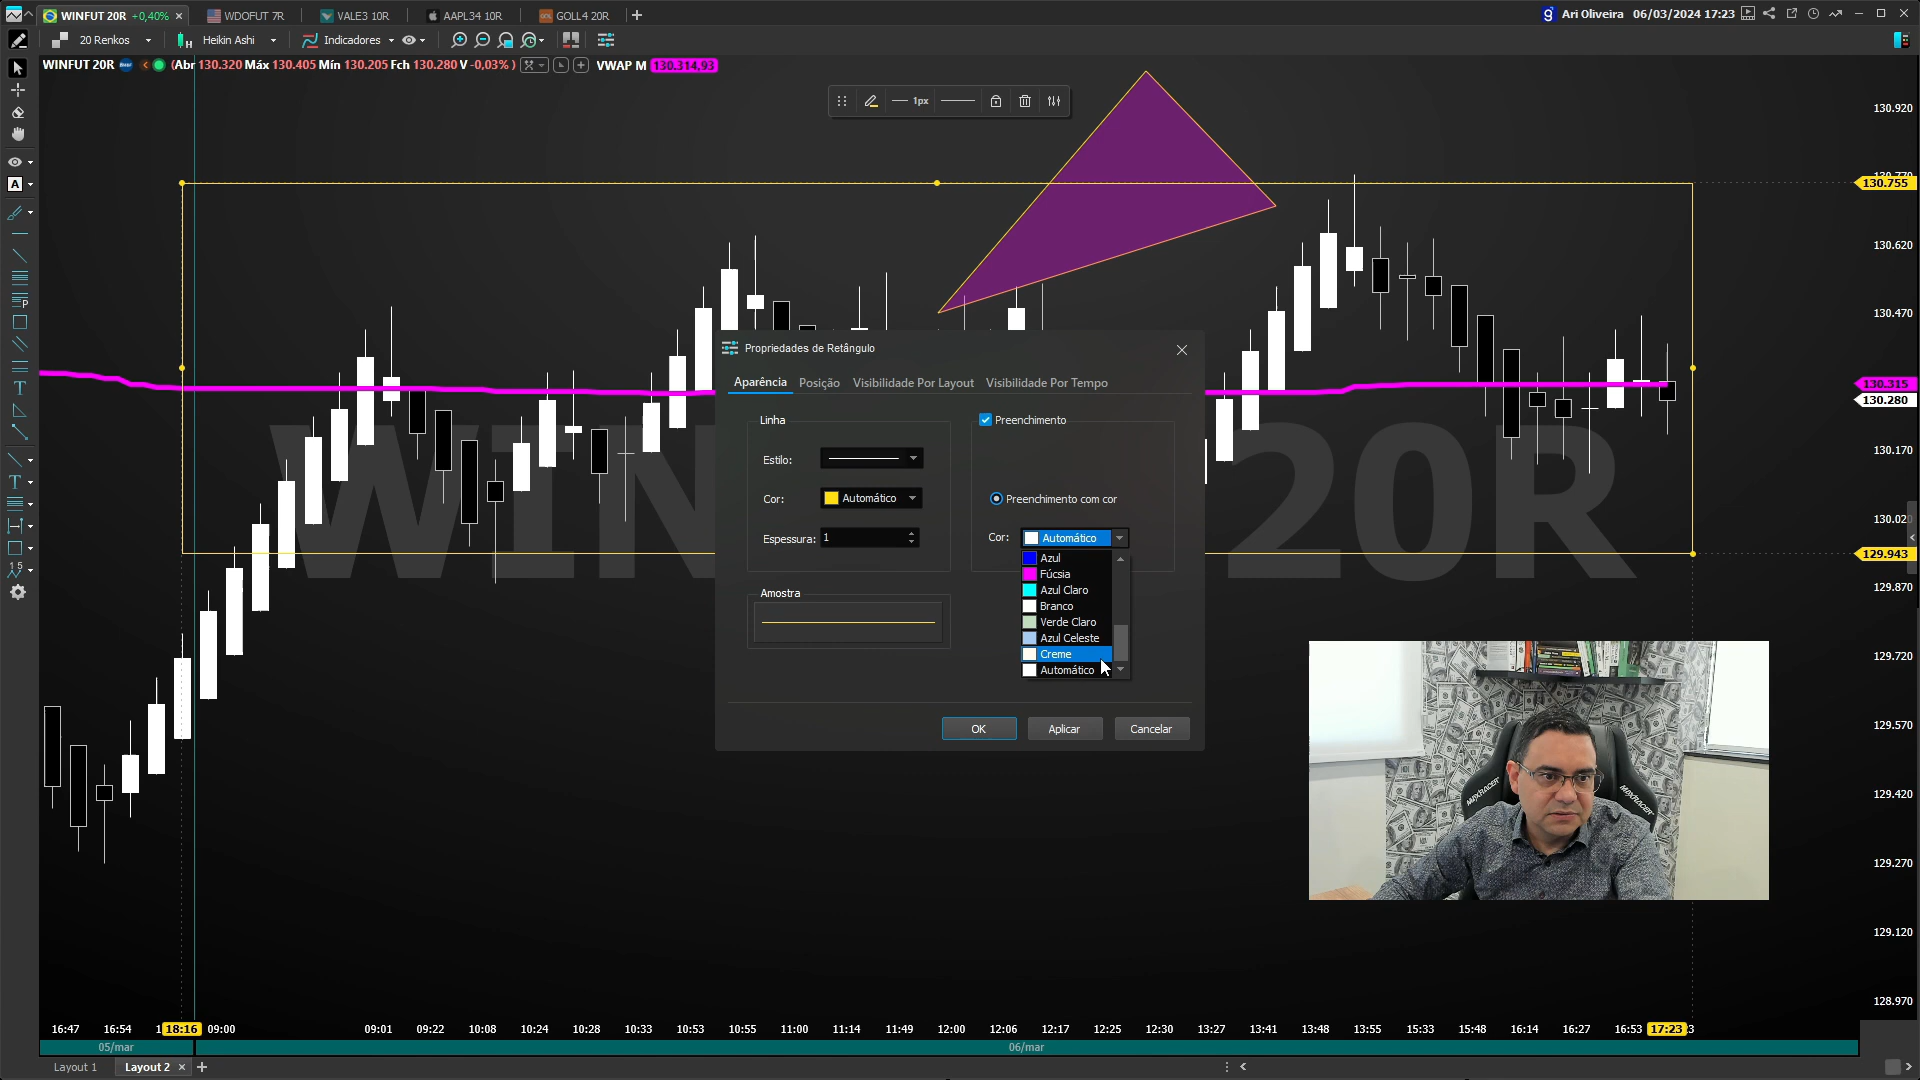 WINFUT 20R +0,40% × WDOFUT 7R VALE3 10R AAPL34 10R GOLL4 20R +
Ari Oliveira 06/03/2024 17:23
20 Renkos Heikin Ashi Indicadores
WINFUT 20R (Abr 130.320 Máx 130.405 Mín 130.205 Fch 130.280 V -0,03% ) VWAP M 130.314,93
1px
130.920
130.755
130.620
130.470
130.315
130.280
130.170
130.020
129.943
129.870
129.720
129.570
129.420
129.270
129.120
128.970
Propriedades de Retângulo
Aparência Posição Visibilidade Por Layout Visibilidade Por Tempo
Linha
Estilo:
Cor: Automático
Espessura: 1
Amostra
Preenchimento
Preenchimento com cor
Cor: Automático
Azul
Fúcsia
Azul Claro
Branco
Verde Claro
Azul Celeste
Creme
Automático
OK Aplicar Cancelar
20R
MAXRACER
MAXRACER
16:47 16:54 18:16 09:00 09:01 09:22 10:08 10:24 10:28 10:33 10:53 10:55 11:00 11:14 11:49 12:00 12:06 12:17 12:25 12:30 13:27 13:41 13:48 13:55 15:33 15:48 16:14 16:27 16:53 17:23
05/mar 06/mar
Layout 1 Layout 2 × +